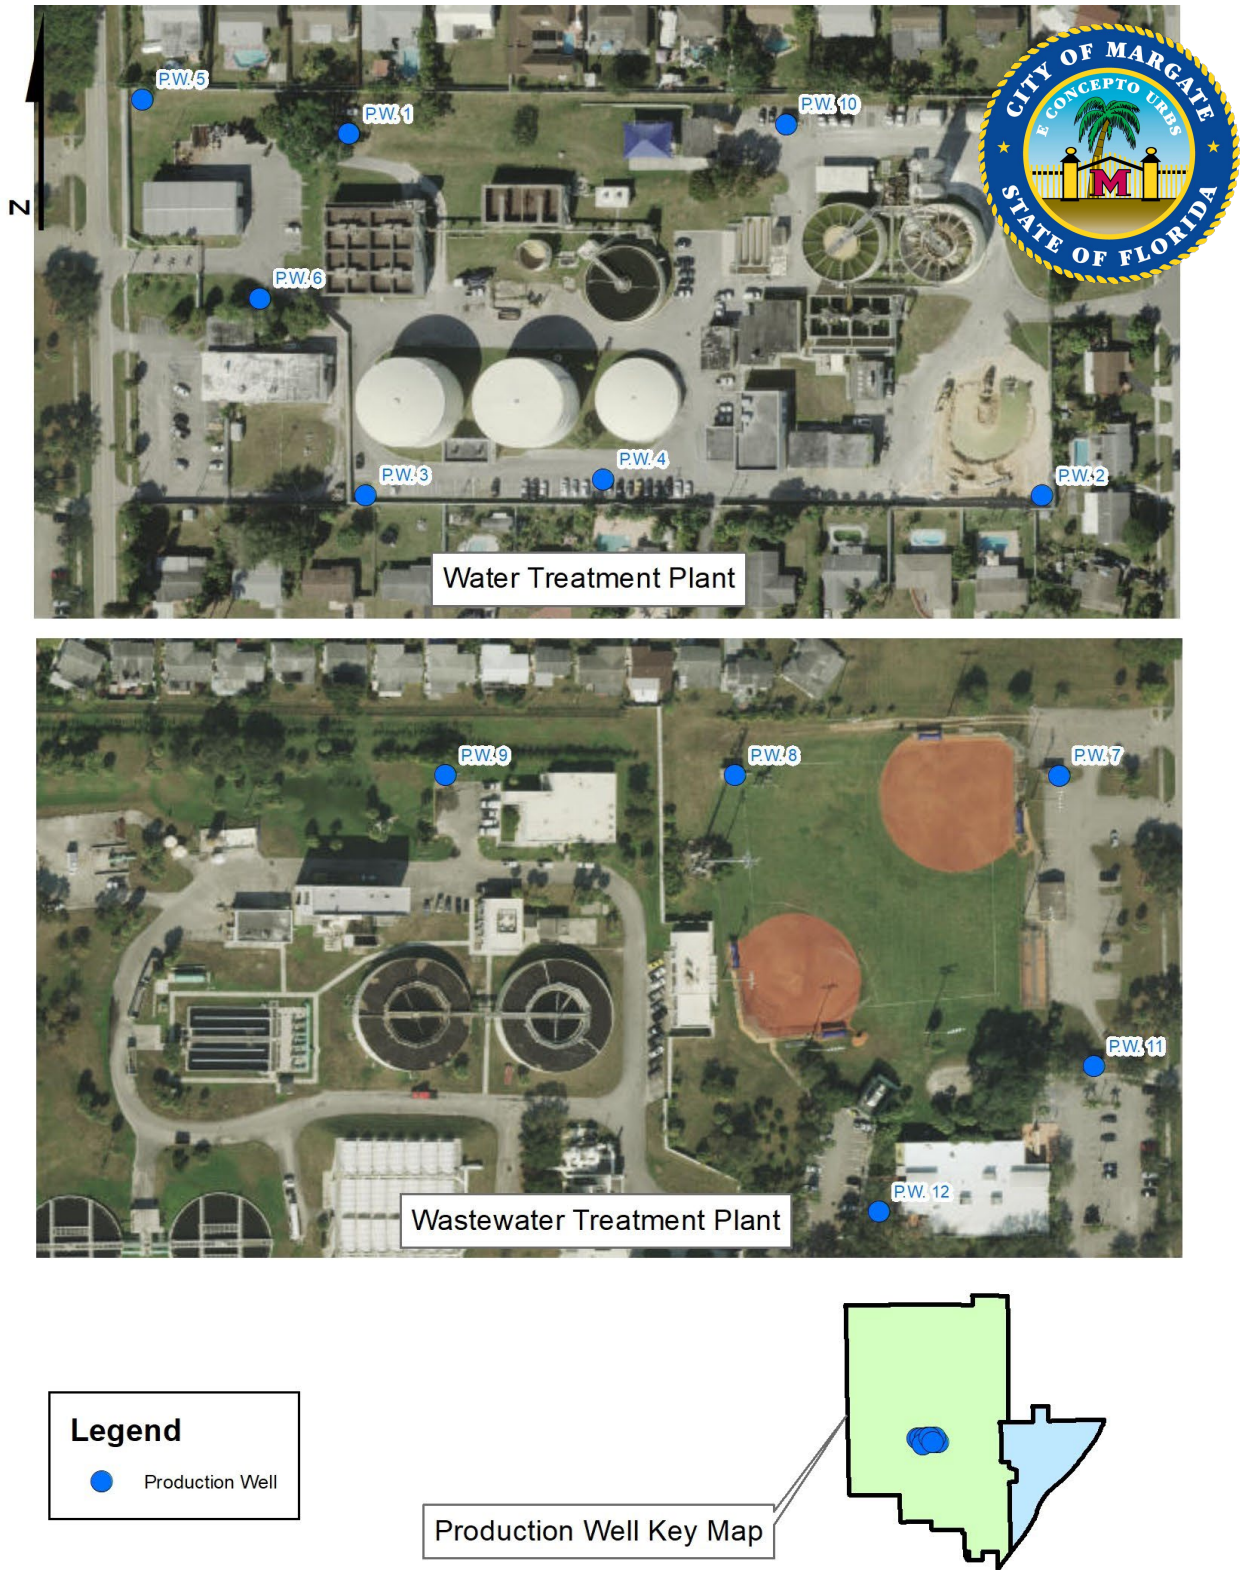 CITY OF MARGATE
E CONCEPTO URBS
M
STATE OF FLORIDA
N
P.W. 5
P.W. 1
P.W. 10
P.W. 6
P.W. 3
P.W. 4
P.W. 2
Water Treatment Plant
P.W. 9
P.W. 8
P.W. 7
P.W. 11
P.W. 12
Wastewater Treatment Plant
Legend
Production Well
Production Well Key Map